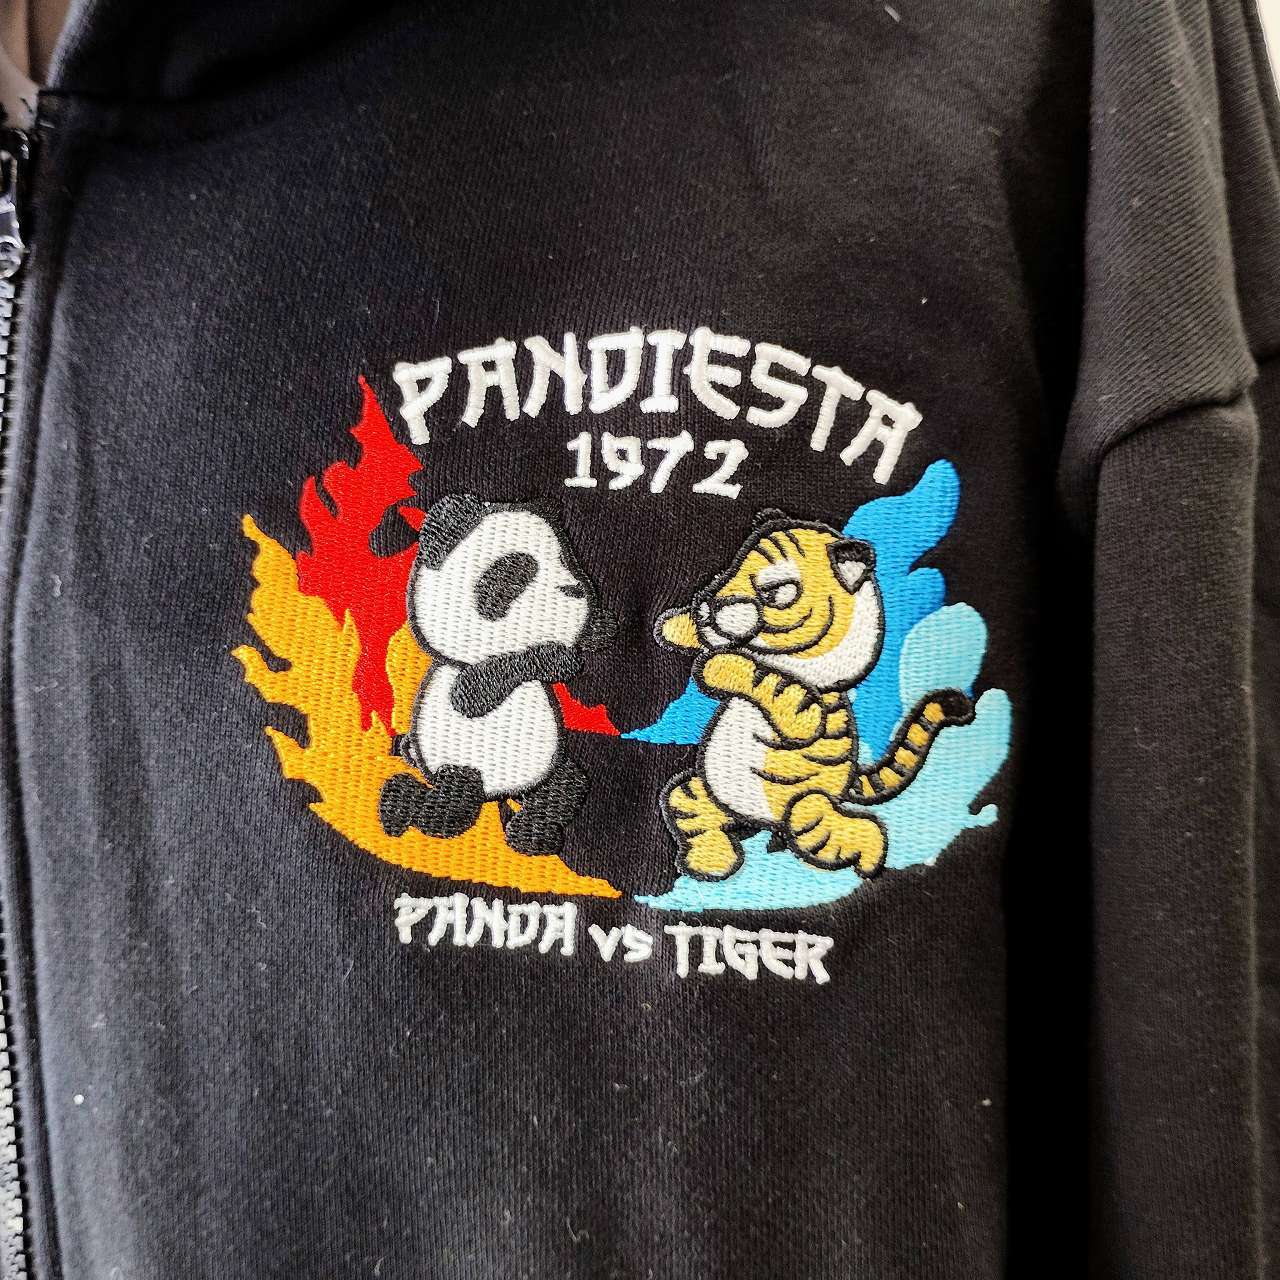 PANDIESTA
1972
PANDA VS TIGER